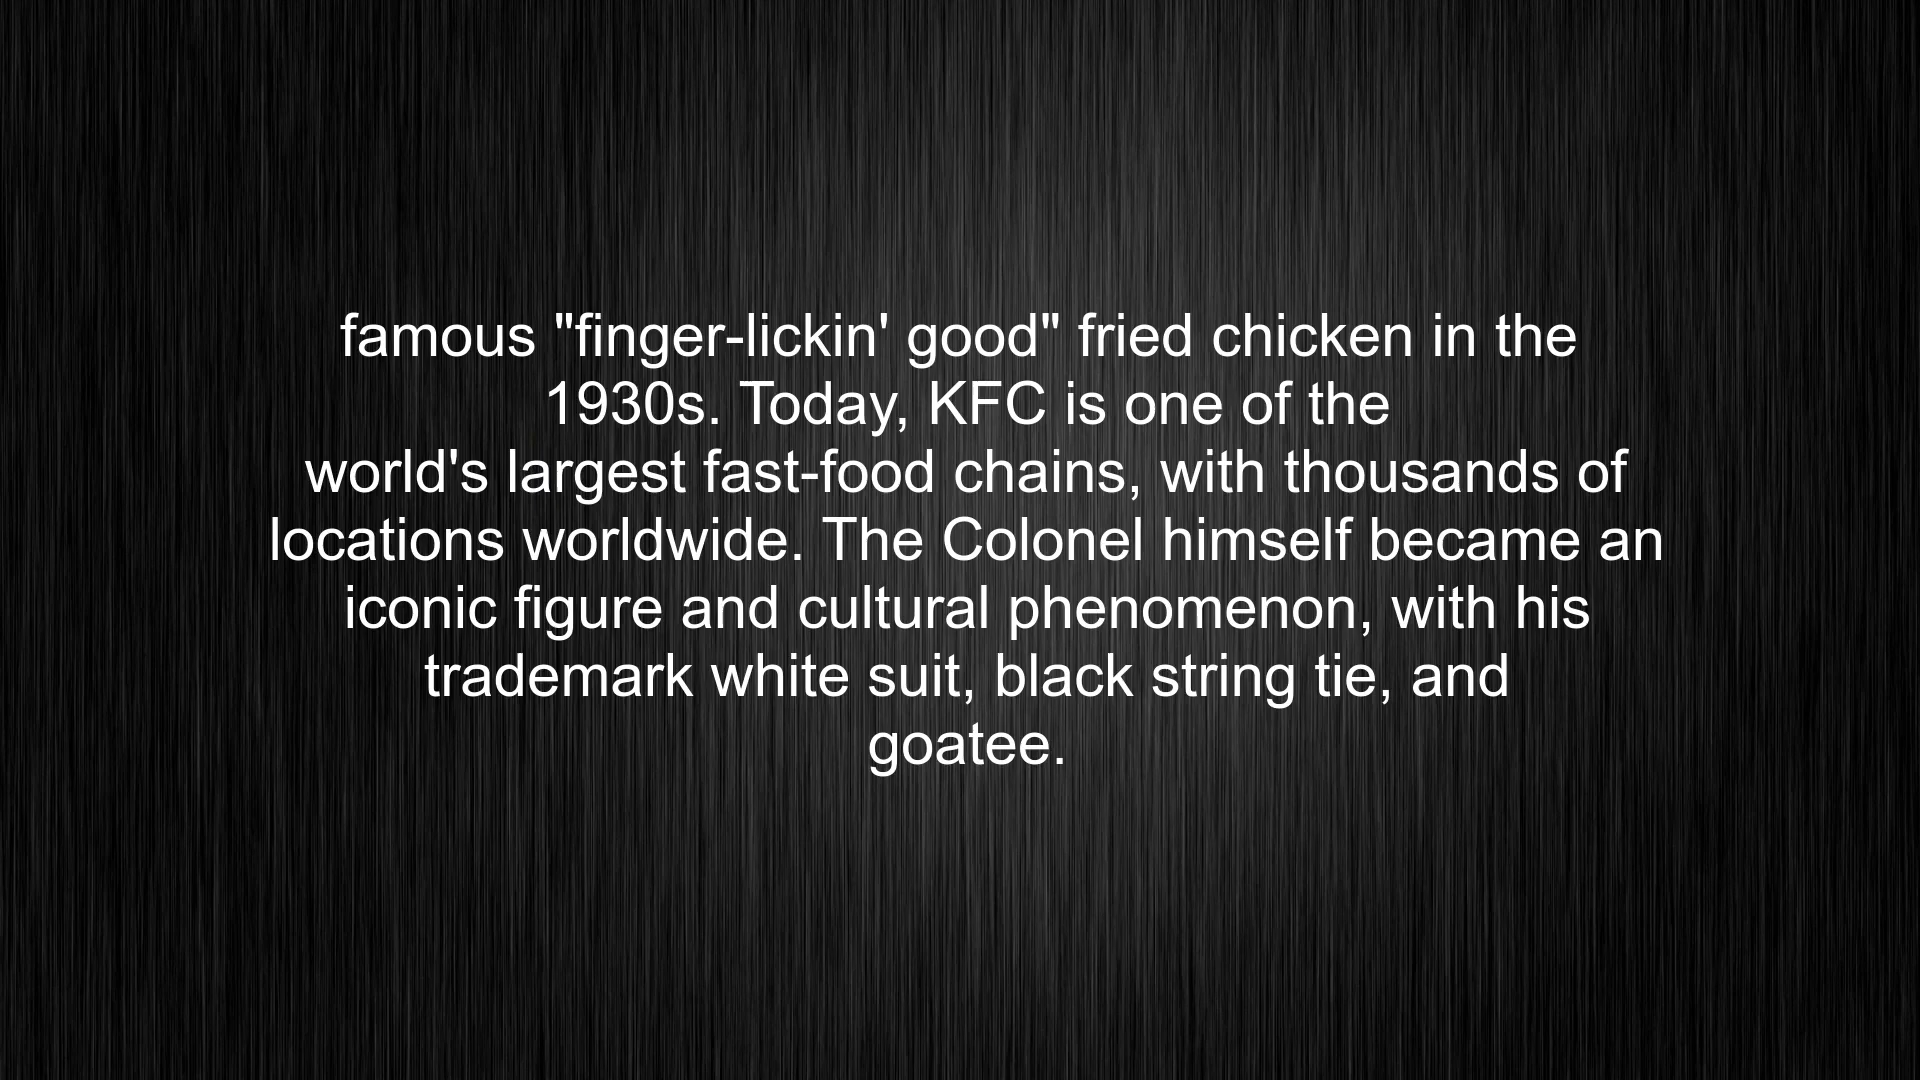 famous "finger-lickin' good" fried chicken in the
1930s. Today, KFC is one of the
world's largest fast-food chains, with thousands of
locations worldwide. The Colonel himself became an
iconic figure and cultural phenomenon, with his
trademark white suit, black string tie, and
goatee.